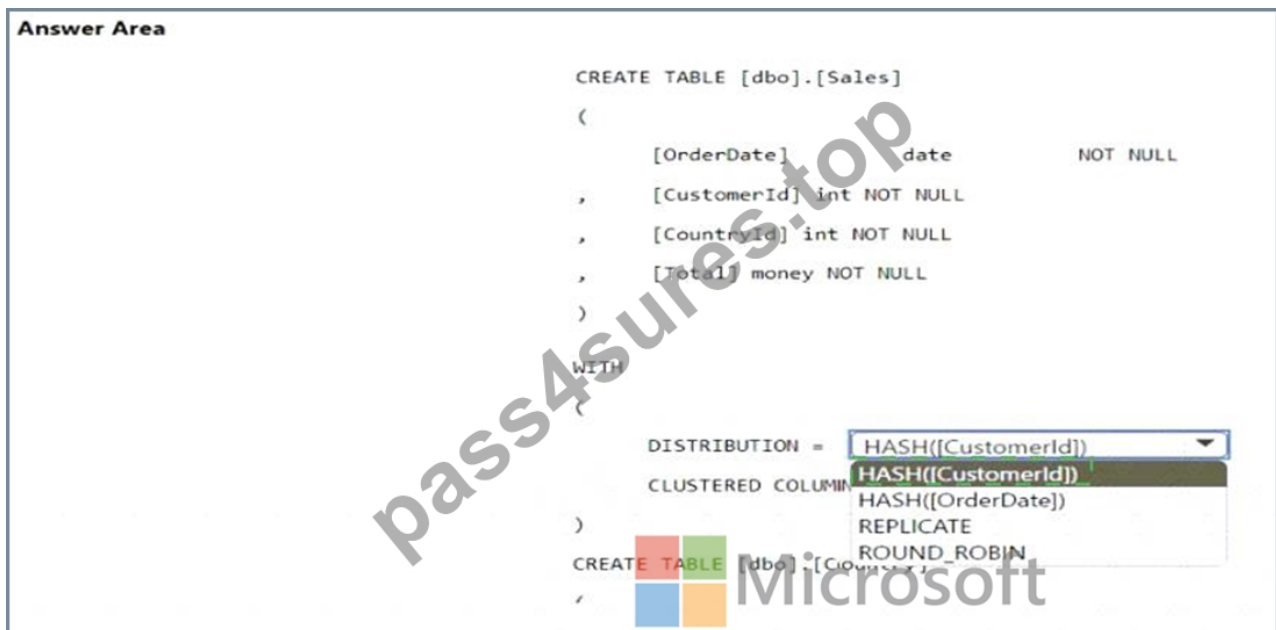 Answer Area
CREATE TABLE [dbo].[Sales]
(
[OrderDate] date NOT NULL
, [CustomerId] int NOT NULL
, [CountryId] int NOT NULL
, [Total] money NOT NULL
)
WITH
(
DISTRIBUTION = HASH([CustomerId])
HASH([CustomerId])
CLUSTERED COLUMN
HASH([OrderDate])
REPLICATE
)
ROUND_ROBIN
CREATE TABLE [dbo].[Country]
(
Microsoft
pass4sures.top